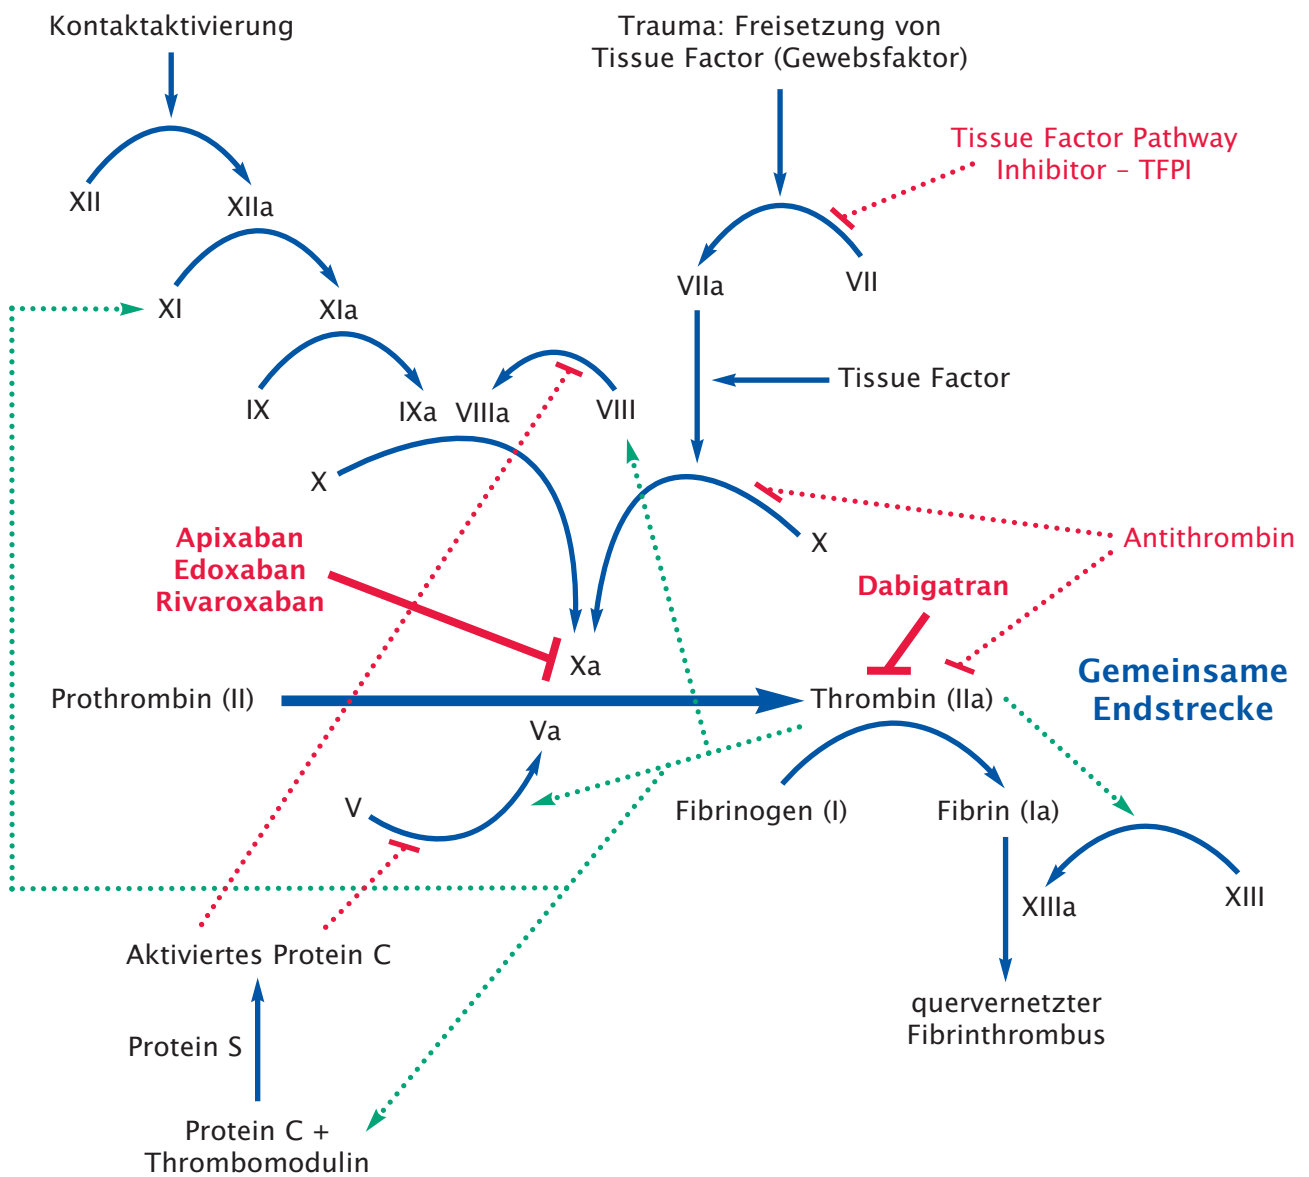 Kontaktaktivierung
Trauma: Freisetzung von
Tissue Factor (Gewebsfaktor)
Tissue Factor Pathway
Inhibitor – TFPI
XII
XIIa
VIIa
VII
XI
XIa
Tissue Factor
IX
IXa
VIIIa
VIII
X
X
Apixaban
Edoxaban
Rivaroxaban
Antithrombin
Dabigatran
Xa
Gemeinsame
Endstrecke
Prothrombin (II)
Thrombin (IIa)
Va
V
Fibrinogen (I)
Fibrin (Ia)
XIIIa
XIII
Aktiviertes Protein C
quervernetzter
Fibrinthrombus
Protein S
Protein C +
Thrombomodulin